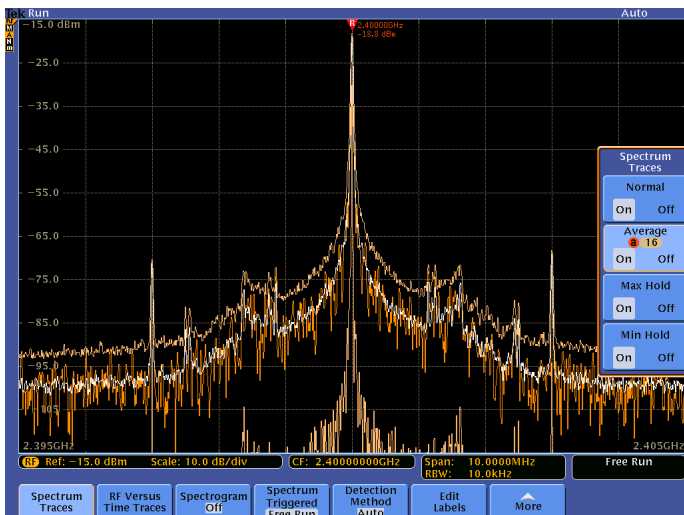 Tek Run Auto
-15.0 dBm
2.40000GHz
-18.8 dBm
-25.0
-35.0
-45.0
-55.0
-65.0
-75.0
-85.0
-95.0
2.395GHz 2.405GHz
Spectrum
Traces
Normal
On Off
Average
a 16
On Off
Max Hold
On Off
Min Hold
On Off
RF Ref: -15.0 dBm Scale: 10.0 dB/div CF: 2.40000000GHz Span: 10.0000MHz
RBW: 10.0kHz
Free Run
Spectrum
Traces
RF Versus
Time Traces
Spectrogram
Off
Spectrum
Triggered
Free Run
Detection
Method
Auto
Edit
Labels
More